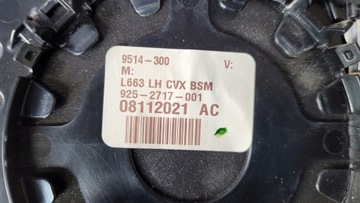 9514-300 V:
M:
L663 LH CVX BSM
925-2717-001
08112021 AC